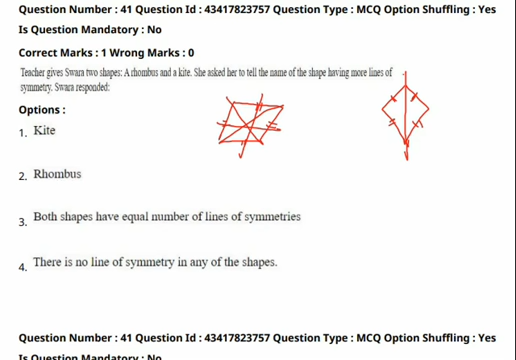 Question Number : 41 Question Id : 43417823757 Question Type : MCQ Option Shuffling : Yes
Is Question Mandatory : No
Correct Marks : 1 Wrong Marks : 0
Teacher gives Swara two shapes: A rhombus and a kite. She asked her to tell the name of the shape having more lines of
symmetry. Swara responded:
Options :
1. Kite
2. Rhombus
3. Both shapes have equal number of lines of symmetries
4. There is no line of symmetry in any of the shapes.
Question Number : 41 Question Id : 43417823757 Question Type : MCQ Option Shuffling : Yes
Is Question Mandatory : No